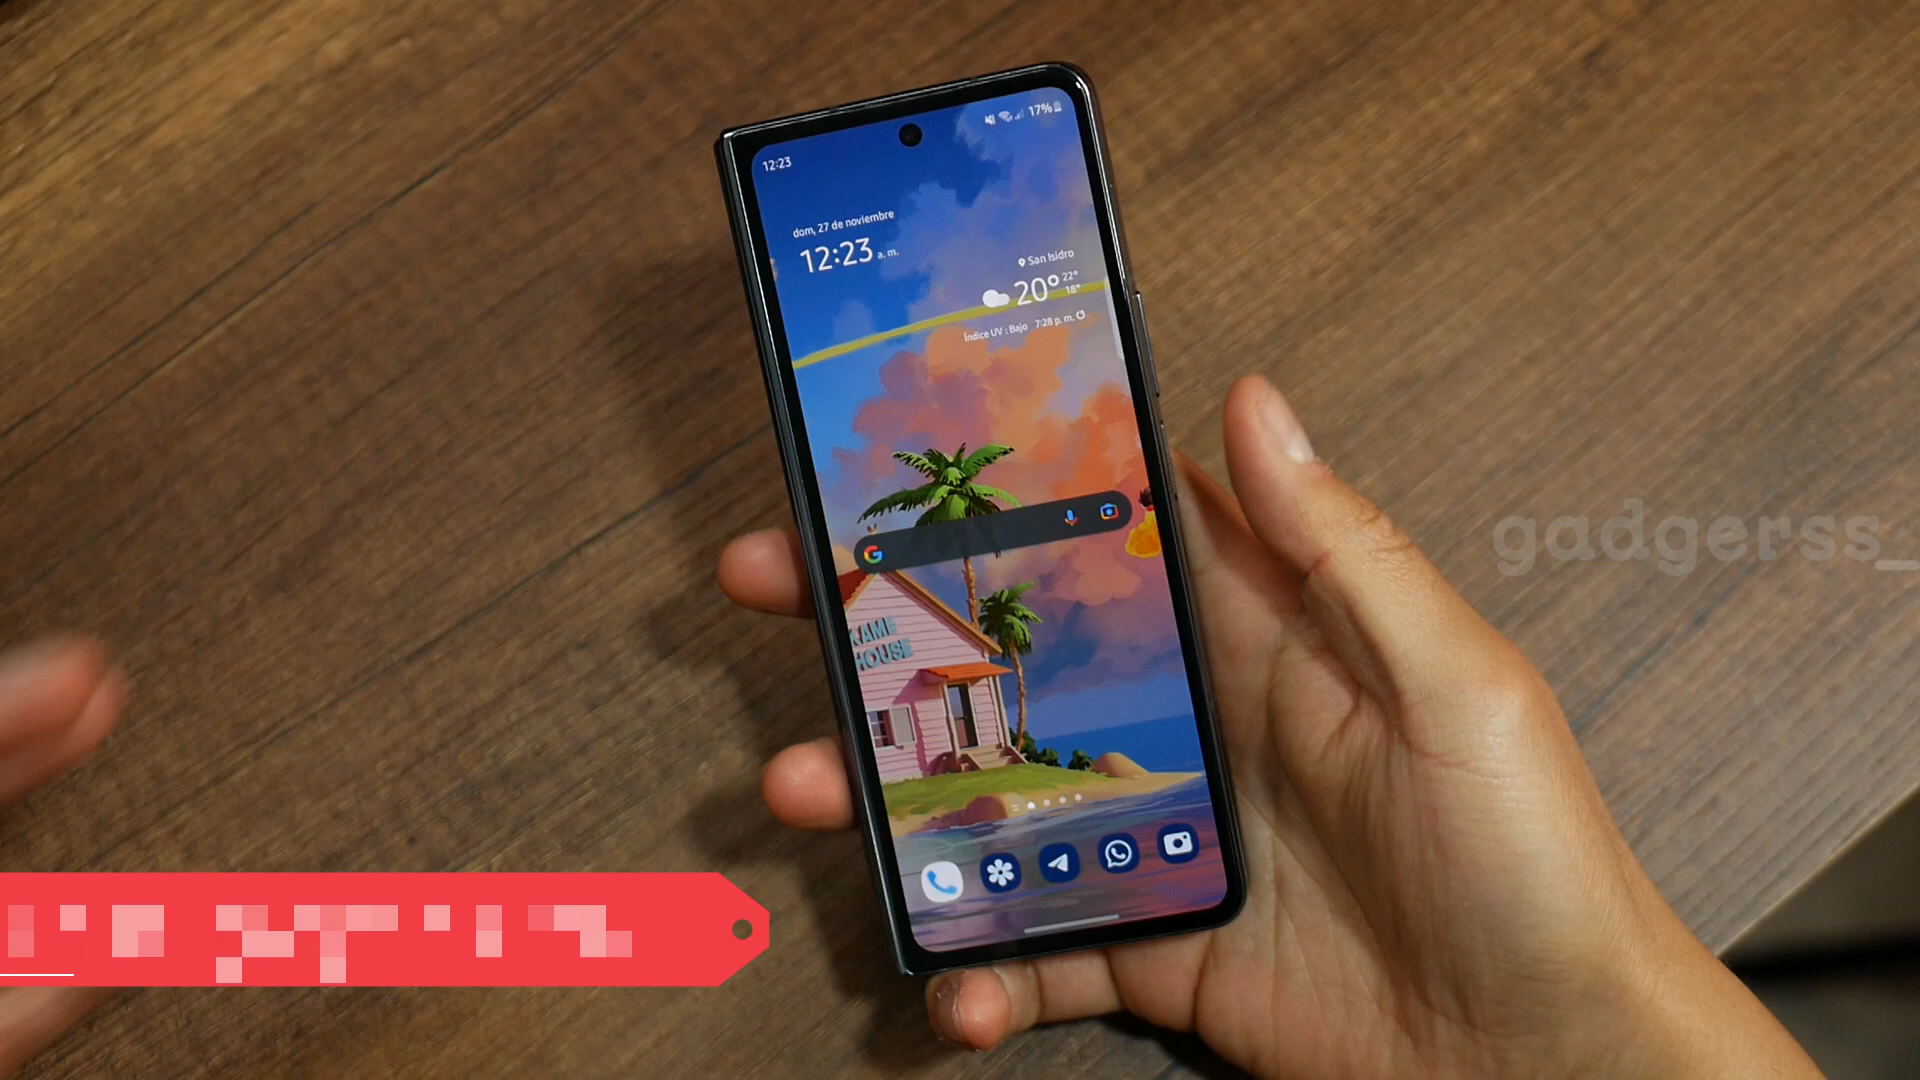 12:23
17%
dom, 27 de noviembre
12:23 a. m.
San Isidro
20° 22°
18°
Índice UV : Bajo 7:28 p. m.
G
KAME
HOUSE
gadgerss_